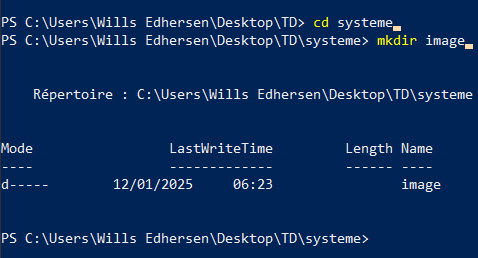 PS C:\Users\Wills Edhersen\Desktop\TD> cd systeme
PS C:\Users\Wills Edhersen\Desktop\TD\systeme> mkdir image
Répertoire : C:\Users\Wills Edhersen\Desktop\TD\systeme
Mode LastWriteTime Length Name
---- ------------- ------ ----
d----- 12/01/2025 06:23 image
PS C:\Users\Wills Edhersen\Desktop\TD\systeme>